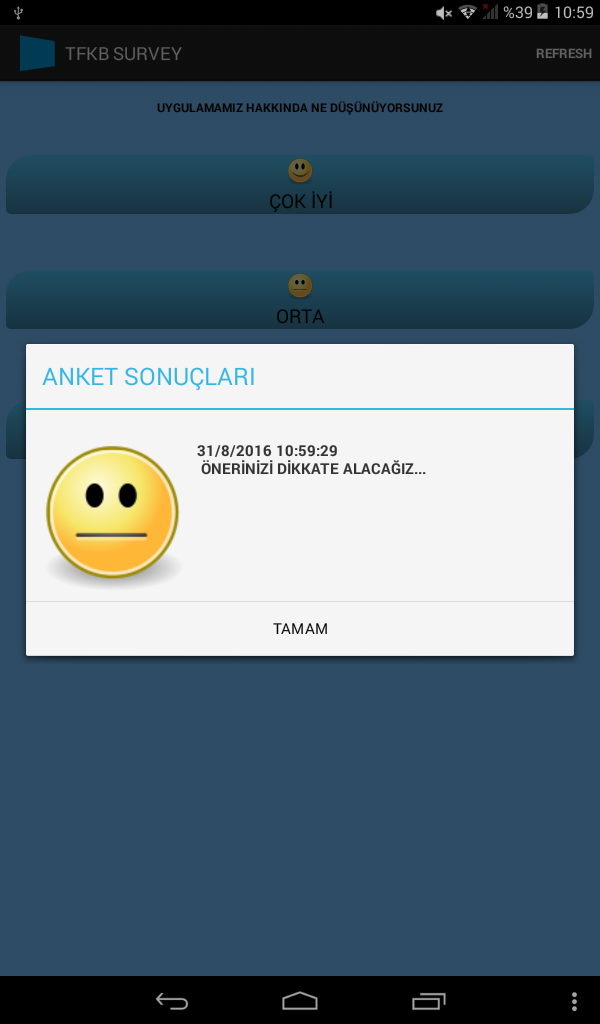 %39 10:59
TFKB SURVEY
REFRESH
UYGULAMAMIZ HAKKINDA NE DÜŞÜNÜYORSUNUZ
ÇOK İYİ
ORTA
ANKET SONUÇLARI
31/8/2016 10:59:29
ÖNERİNİZİ DİKKATE ALACAĞIZ...
TAMAM